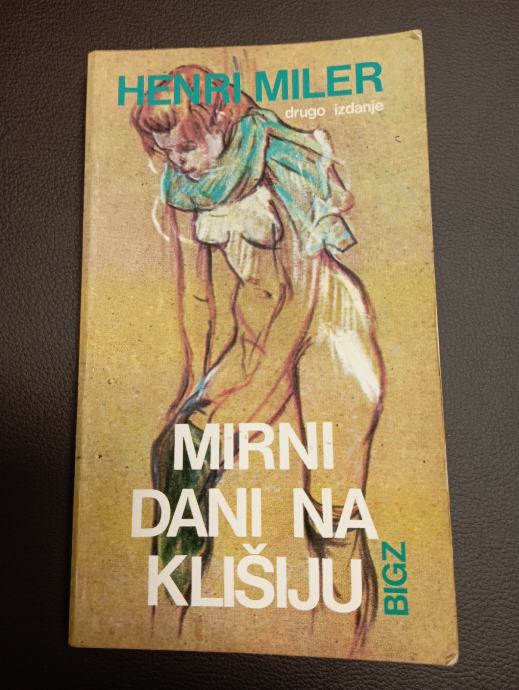 HENRI MILER
drugo izdanje
MIRNI
DANI NA
KLIŠIJU
BIGZ